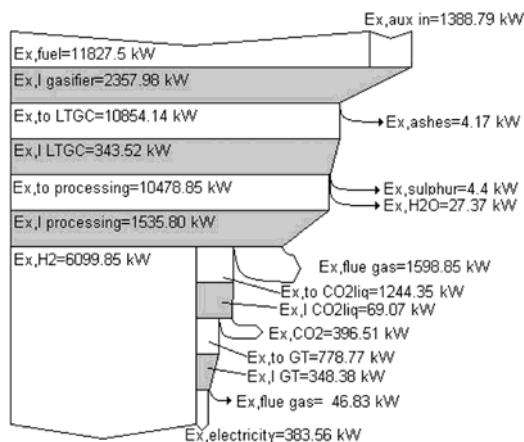 Ex,aux in=1388.79 kW
Ex,fuel=11827.5 kW
Ex,l gasifier=2357.98 kW
Ex,to LTGC=10854.14 kW
Ex,ashes=4.17 kW
Ex,l LTGC=343.52 kW
Ex,to processing=10478.85 kW
Ex,sulphur=4.4 kW
Ex,H2O=27.37 kW
Ex,l processing=1535.80 kW
Ex,H2=6099.85 kW
Ex,flue gas=1598.85 kW
Ex,to CO2liq=1244.35 kW
Ex,l CO2liq=69.07 kW
Ex,CO2=396.51 kW
Ex,to GT=778.77 kW
Ex,l GT=348.38 kW
Ex,flue gas= 46.83 kW
Ex,electricity=383.56 kW